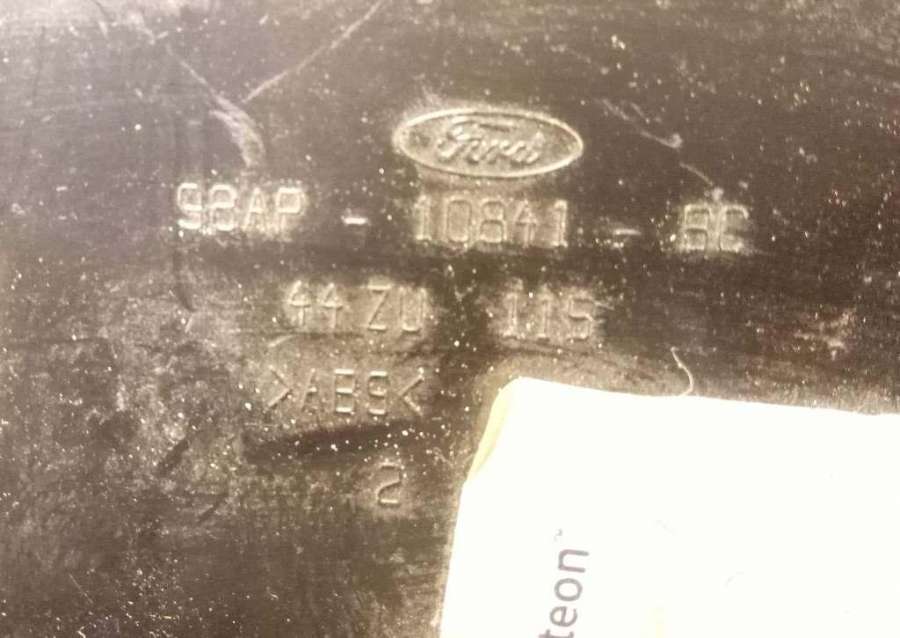 Ford
98AP - 10841 - BC
44 ZU 115
>ABS<
2
teon